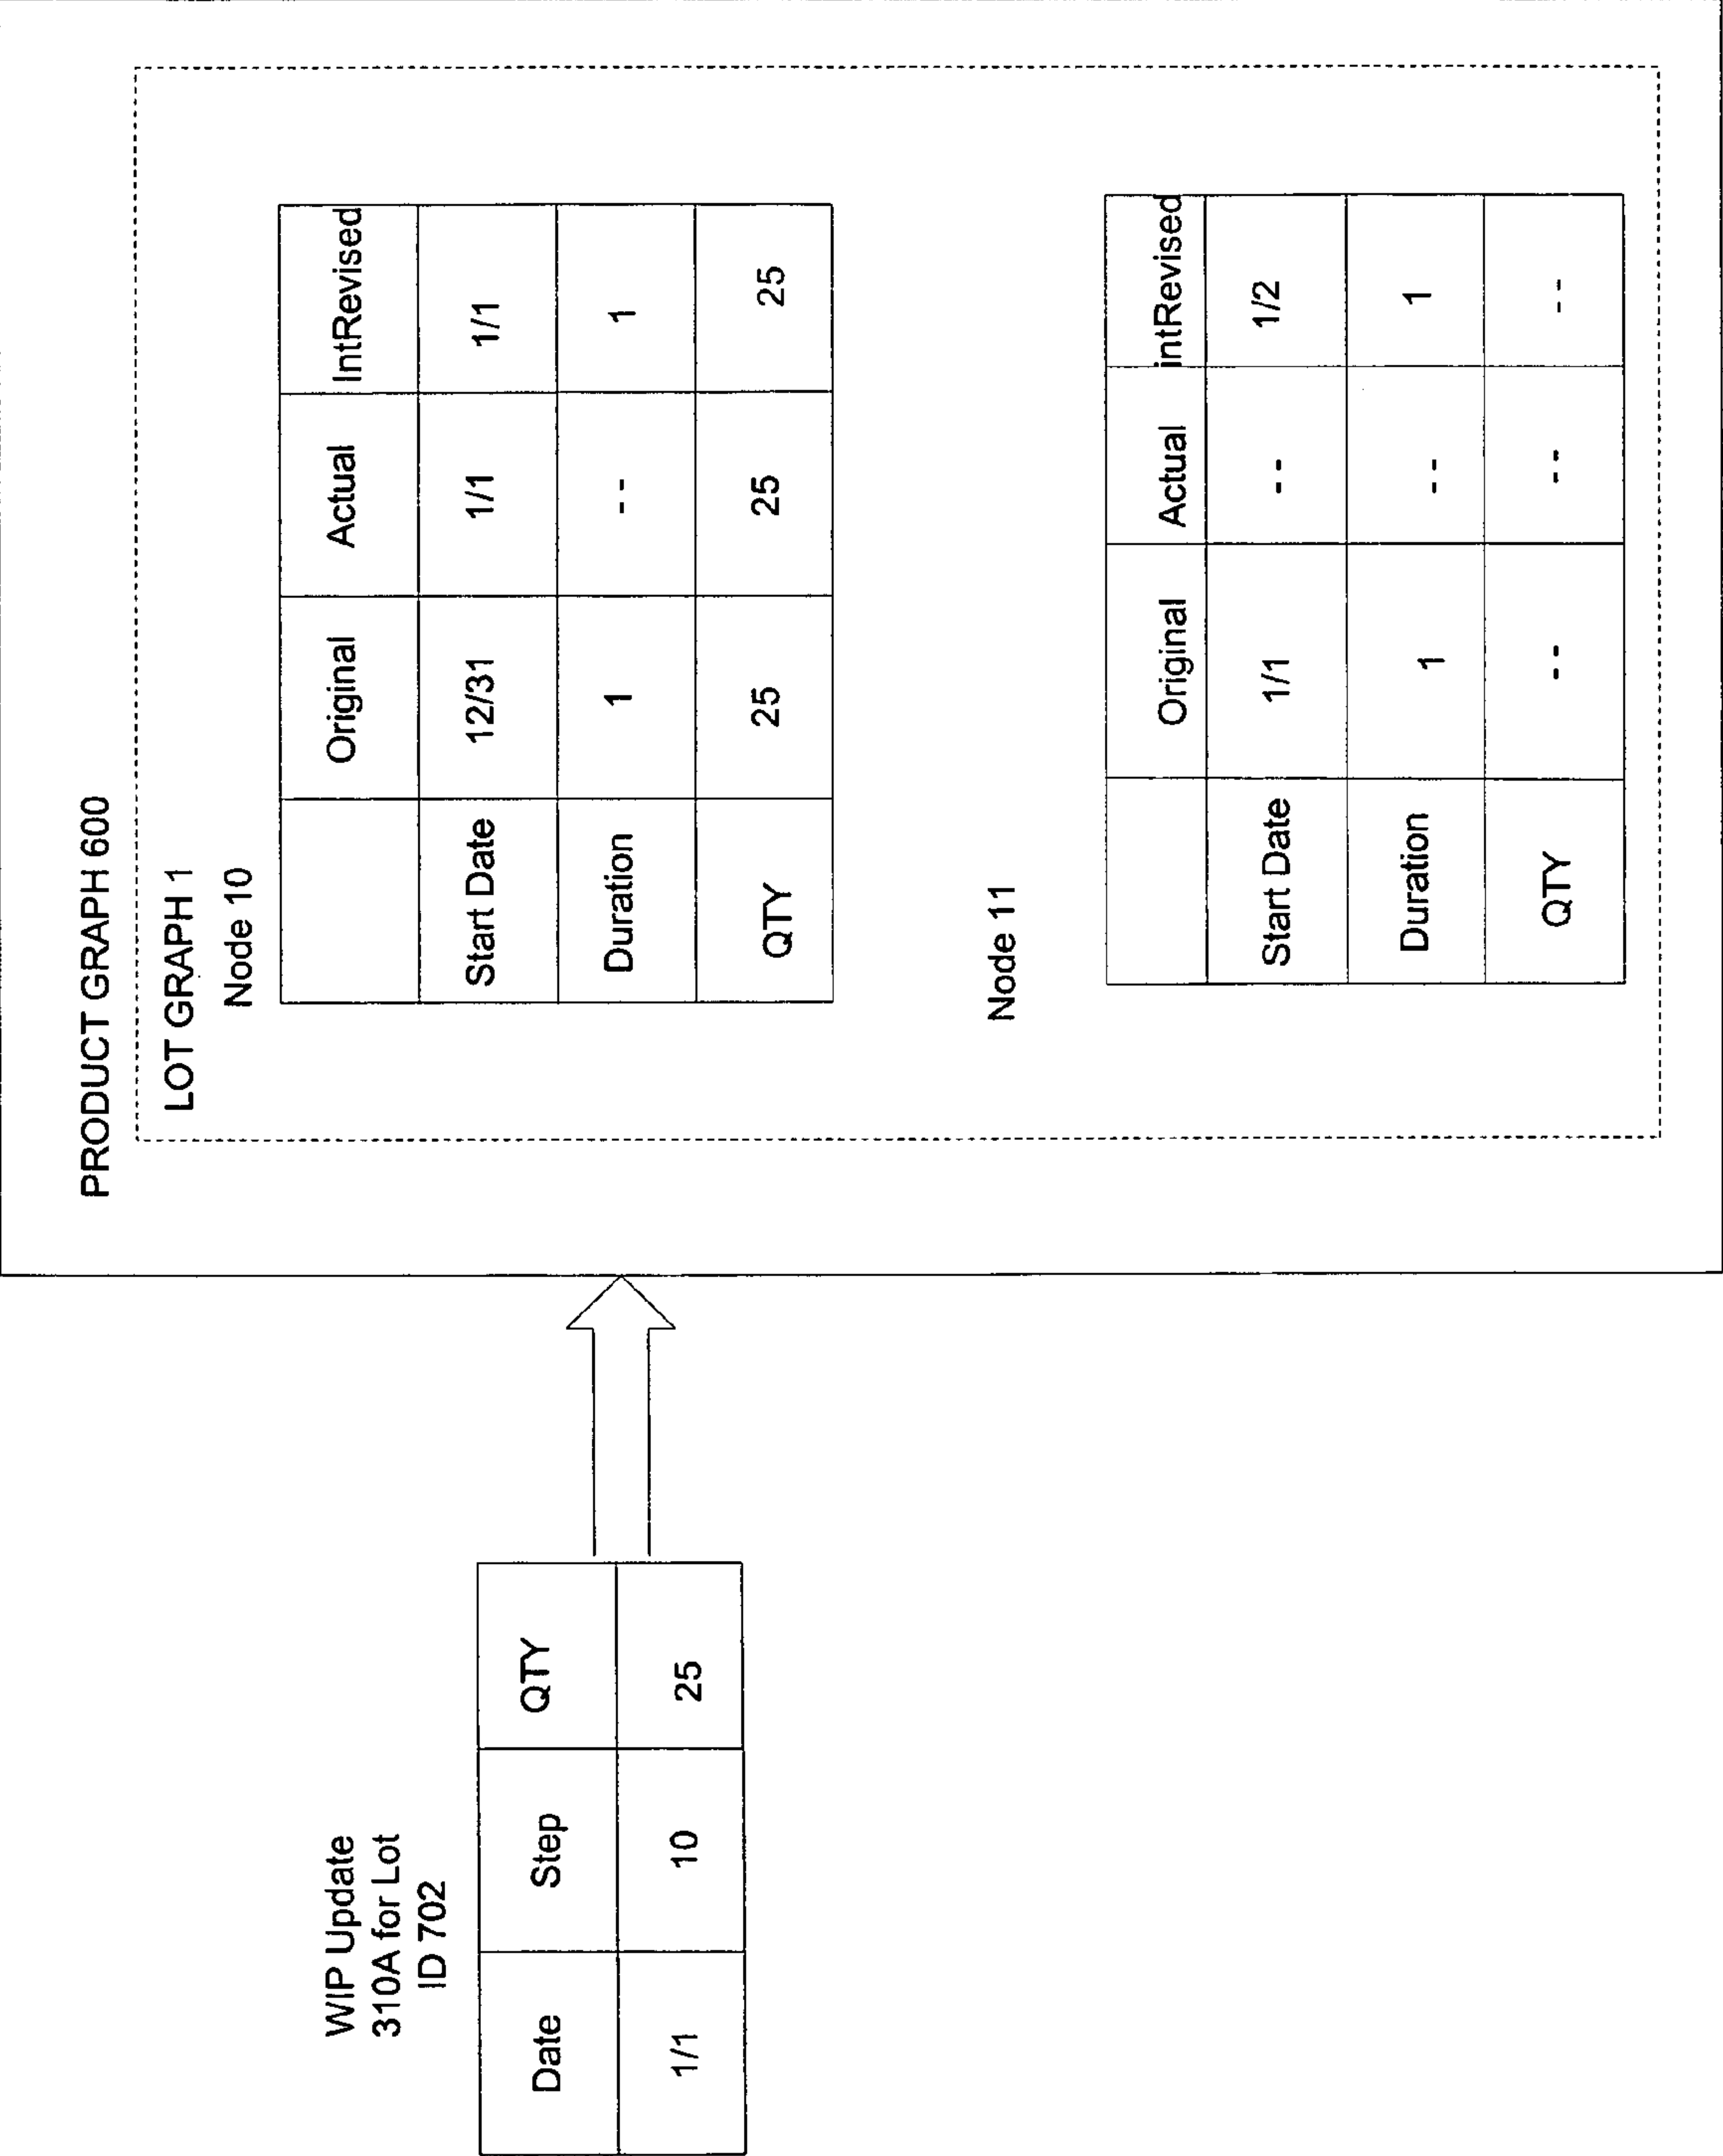 PRODUCT GRAPH 600
LOT GRAPH 1
Node 10
Original Actual IntRevised
Start Date 12/31 1/1 1/1
Duration 1 -- 1
QTY 25 25 25
Node 11
Original Actual intRevised
Start Date 1/1 -- 1/2
Duration 1 -- 1
QTY -- -- --
WIP Update
310A for Lot
ID 702
Date Step QTY
1/1 10 25